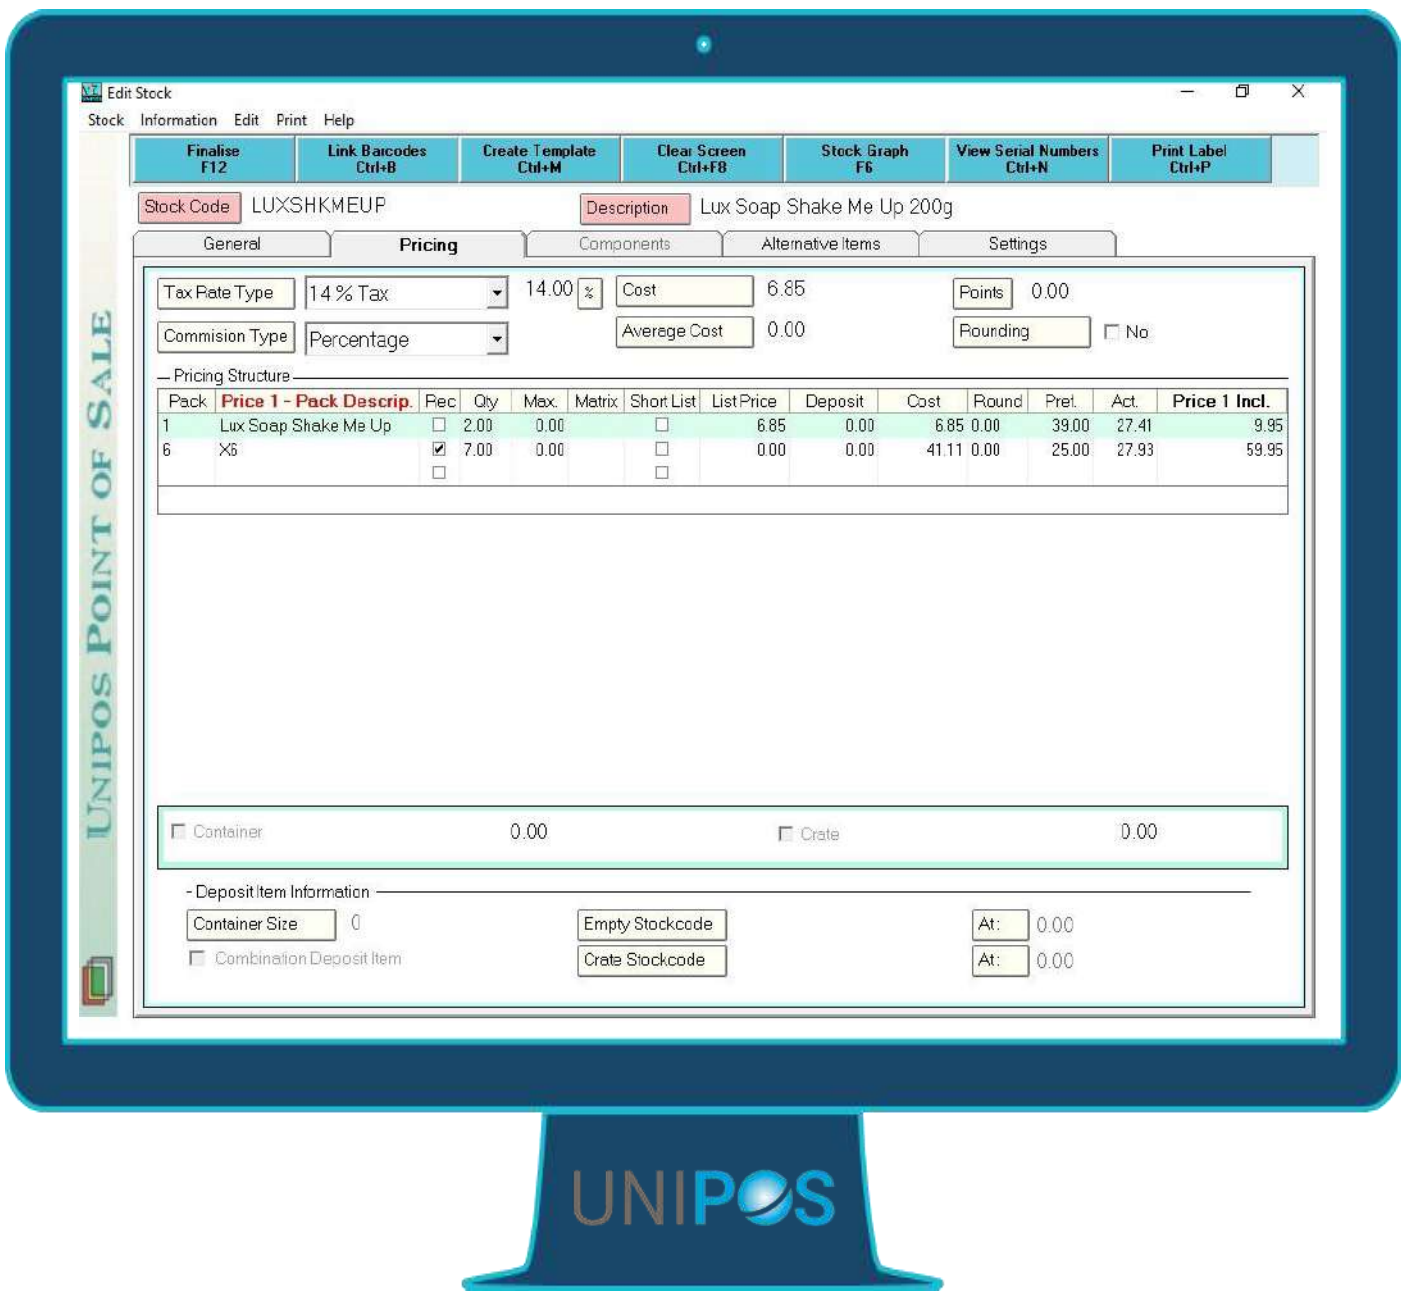 Edit Stock
Stock Information Edit Print Help
Finalise F12 Link Barcodes Ctrl+B Create Template Ctrl+M Clear Screen Ctrl+F8 Stock Graph F6 View Serial Numbers Ctrl+N Print Label Ctrl+P
Stock Code LUXSHKMEUP Description Lux Soap Shake Me Up 200g
General Pricing Components Alternative Items Settings
Tax Rate Type 14 % Tax 14.00 % Cost 6.85 Points 0.00
Commision Type Percentage Average Cost 0.00 Rounding No
Pricing Structure
Pack Price 1 - Pack Descrip. Rec Qty Max. Matrix Short List List Price Deposit Cost Round Pref. Act. Price 1 Incl.
1 Lux Soap Shake Me Up 2.00 0.00 6.85 0.00 6.85 0.00 39.00 27.41 9.95
6 X6 7.00 0.00 0.00 0.00 41.11 0.00 25.00 27.93 59.95
Container 0.00 Crate 0.00
- Deposit Item Information
Container Size 0 Empty Stockcode At: 0.00
Combination Deposit Item Crate Stockcode At: 0.00
UNIPOS POINT OF SALE
UNIPOS